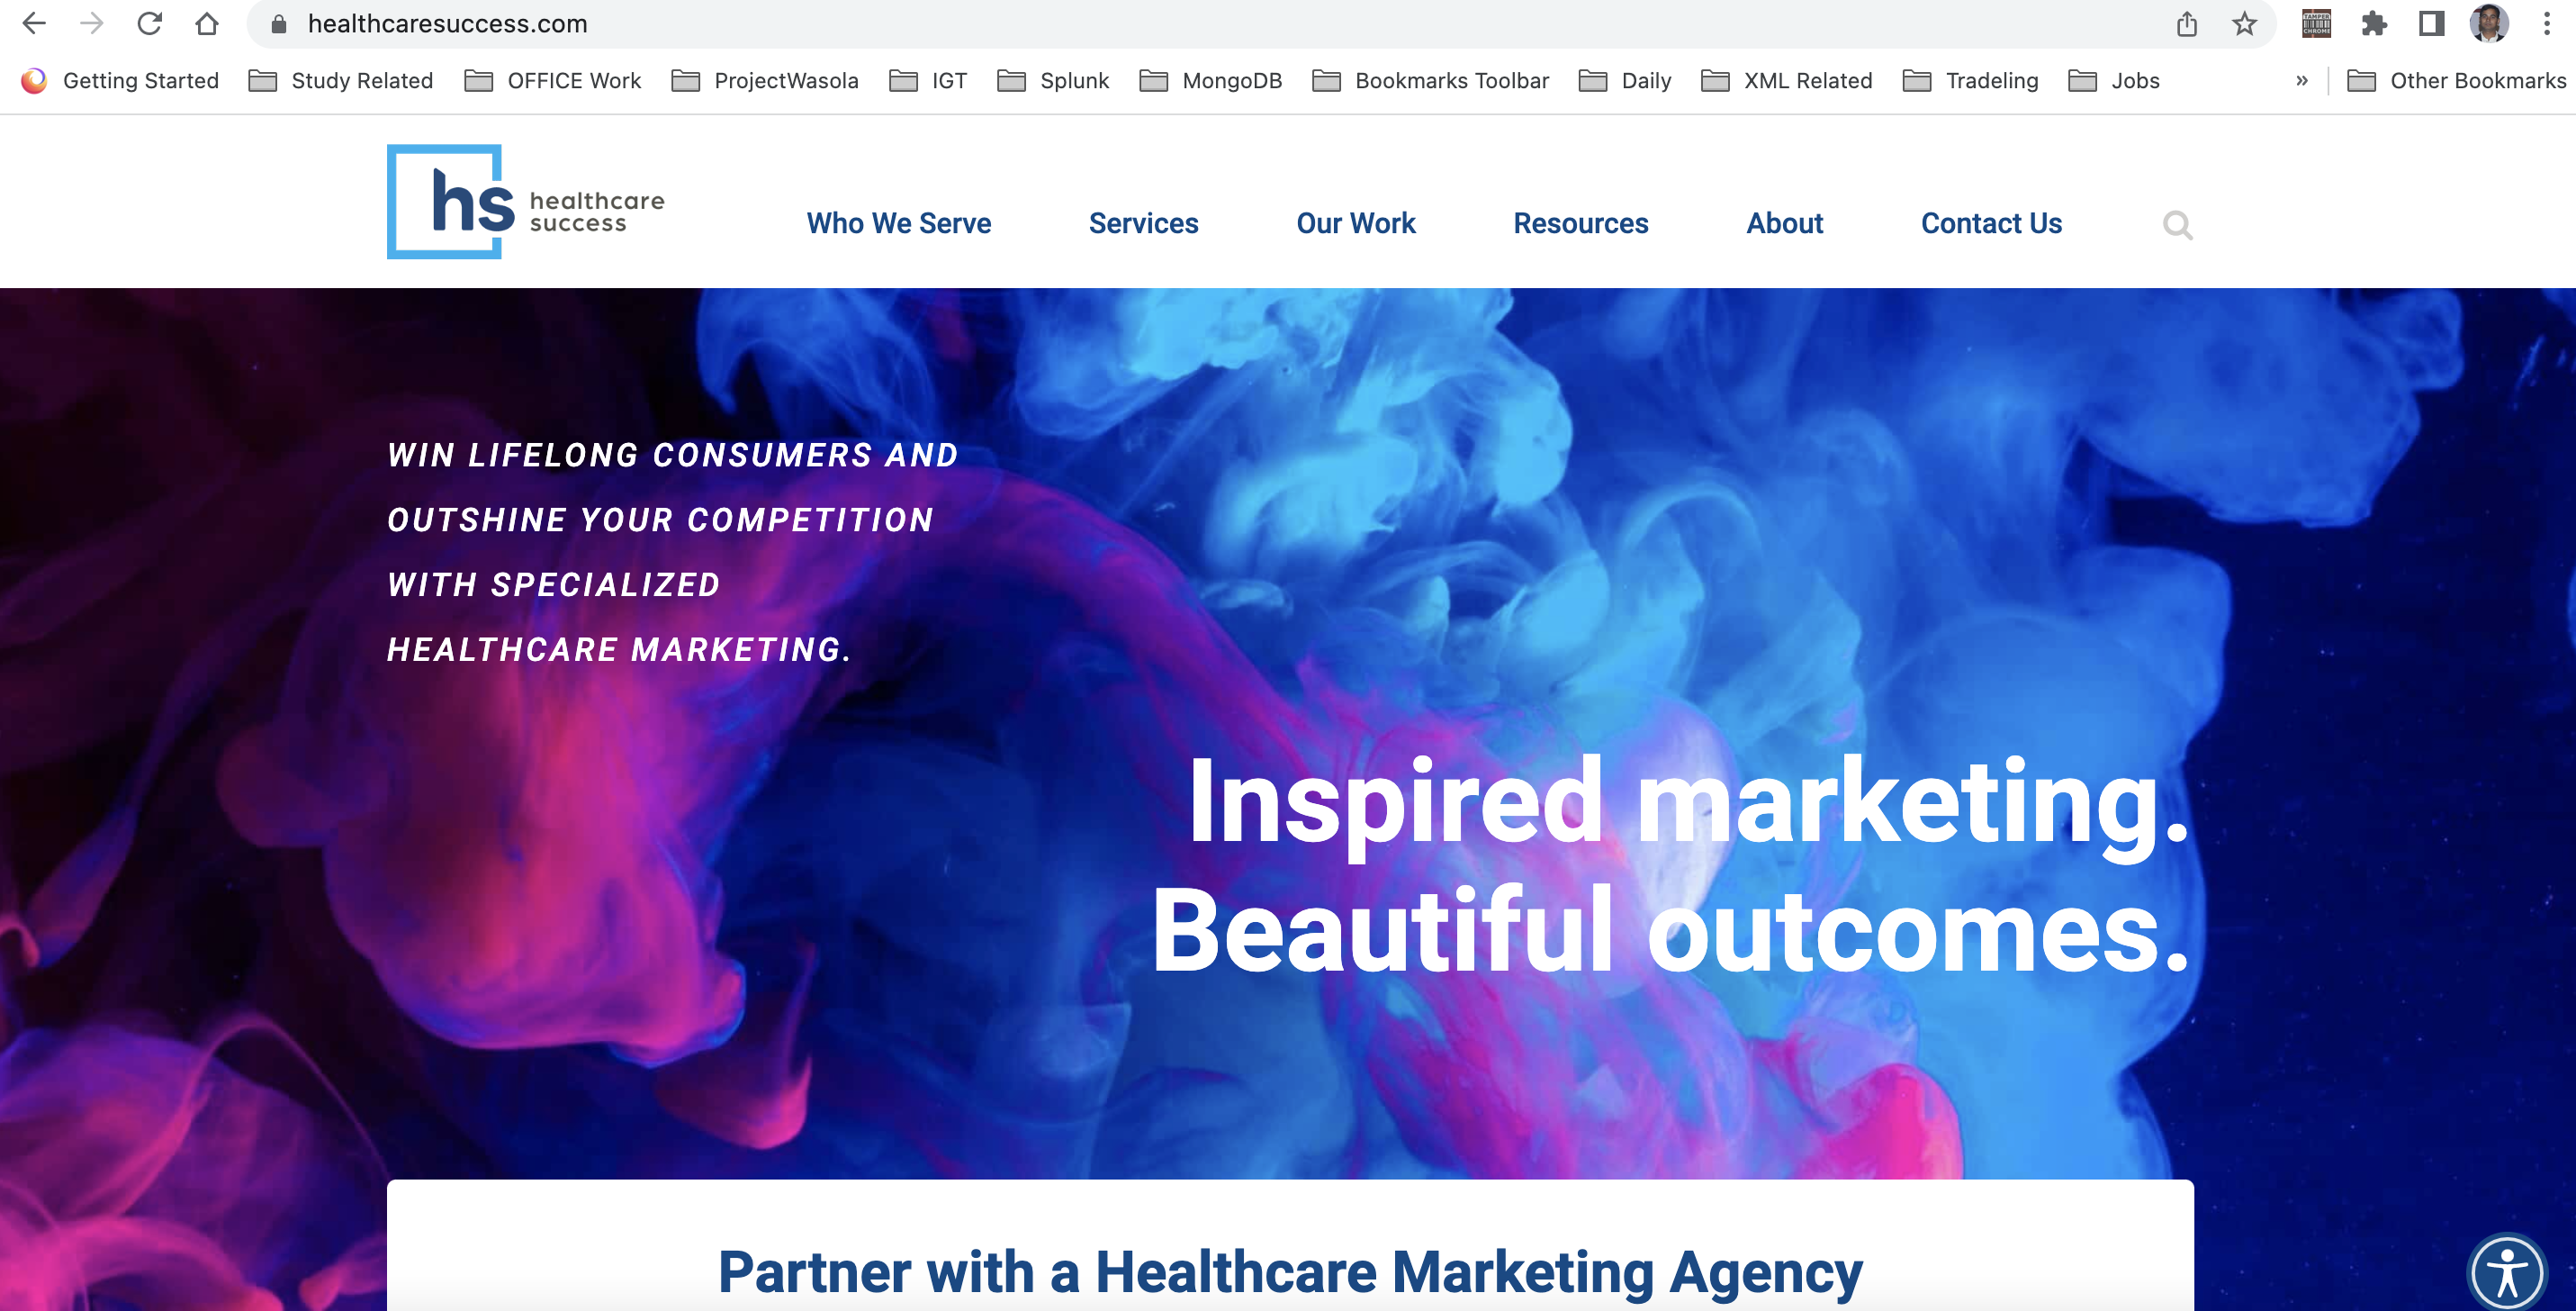 healthcaresuccess.com
TAMPER
CHROME
Getting Started Study Related OFFICE Work ProjectWasola IGT Splunk MongoDB Bookmarks Toolbar Daily XML Related Tradeling Jobs » Other Bookmarks
hs healthcare
success
Who We Serve Services Our Work Resources About Contact Us
WIN LIFELONG CONSUMERS AND
OUTSHINE YOUR COMPETITION
WITH SPECIALIZED
HEALTHCARE MARKETING.
Inspired marketing.
Beautiful outcomes.
Partner with a Healthcare Marketing Agency